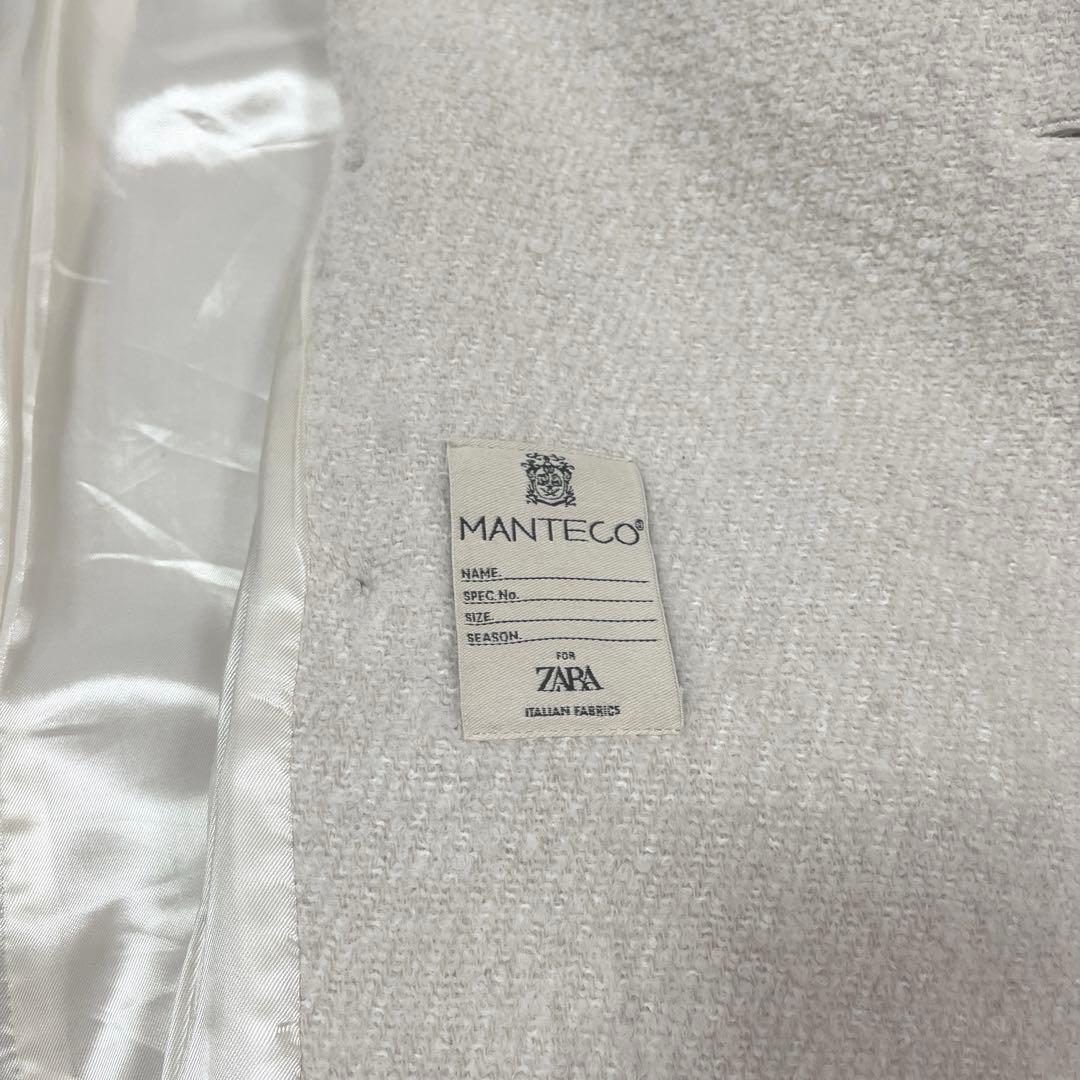 MANTECO®
NAME.
SPEC. No.
SIZE.
SEASON.
FOR
ZARA
ITALIAN FABRICS